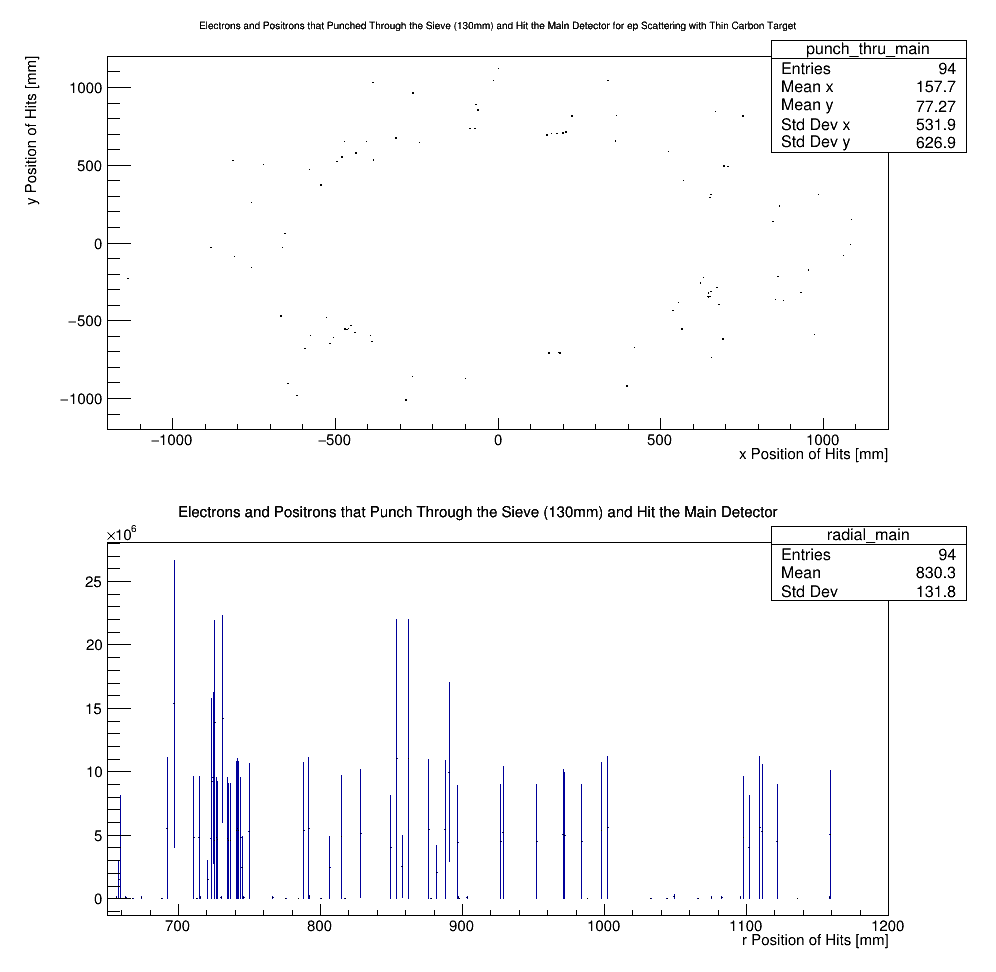 Electrons and Positrons that Punched Through the Sieve (130mm) and Hit the Main Detector for ep Scattering with Thin Carbon Target
punch_thru_main
Entries 94
Mean x 157.7
Mean y 77.27
Std Dev x 531.9
Std Dev y 626.9
y Position of Hits [mm]
1000
500
0
−500
−1000
−1000 −500 0 500 1000
x Position of Hits [mm]
Electrons and Positrons that Punch Through the Sieve (130mm) and Hit the Main Detector
radial_main
Entries 94
Mean 830.3
Std Dev 131.8
×10⁶
25
20
15
10
5
0
700 800 900 1000 1100 1200
r Position of Hits [mm]